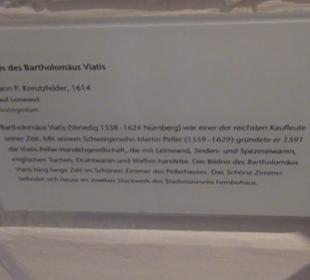 nis des Bartholomäus Viatis
ann P. Kreutzfelder, 1614
auf Leinwand
Bartholomäus Viatis (Venedig 1538–1624 Nürnberg) war einer der reichsten Kaufleute
seiner Zeit. Mit seinem Schwiegersohn Martin Peller (1559–1629) gründete er 1591
die Viatis-Peller-Handelsgesellschaft, die mit Leinwand, Seiden- und Spezereiwaren,
englischen Tuchen, Drahtwaren und Waffen handelte. Das Bildnis des Bartholomäus
Viatis hing lange Zeit im Schönen Zimmer des Pellerhauses. Das Schöne Zimmer
befindet sich heute im zweiten Stockwerk des Stadtmuseums Fembohaus.